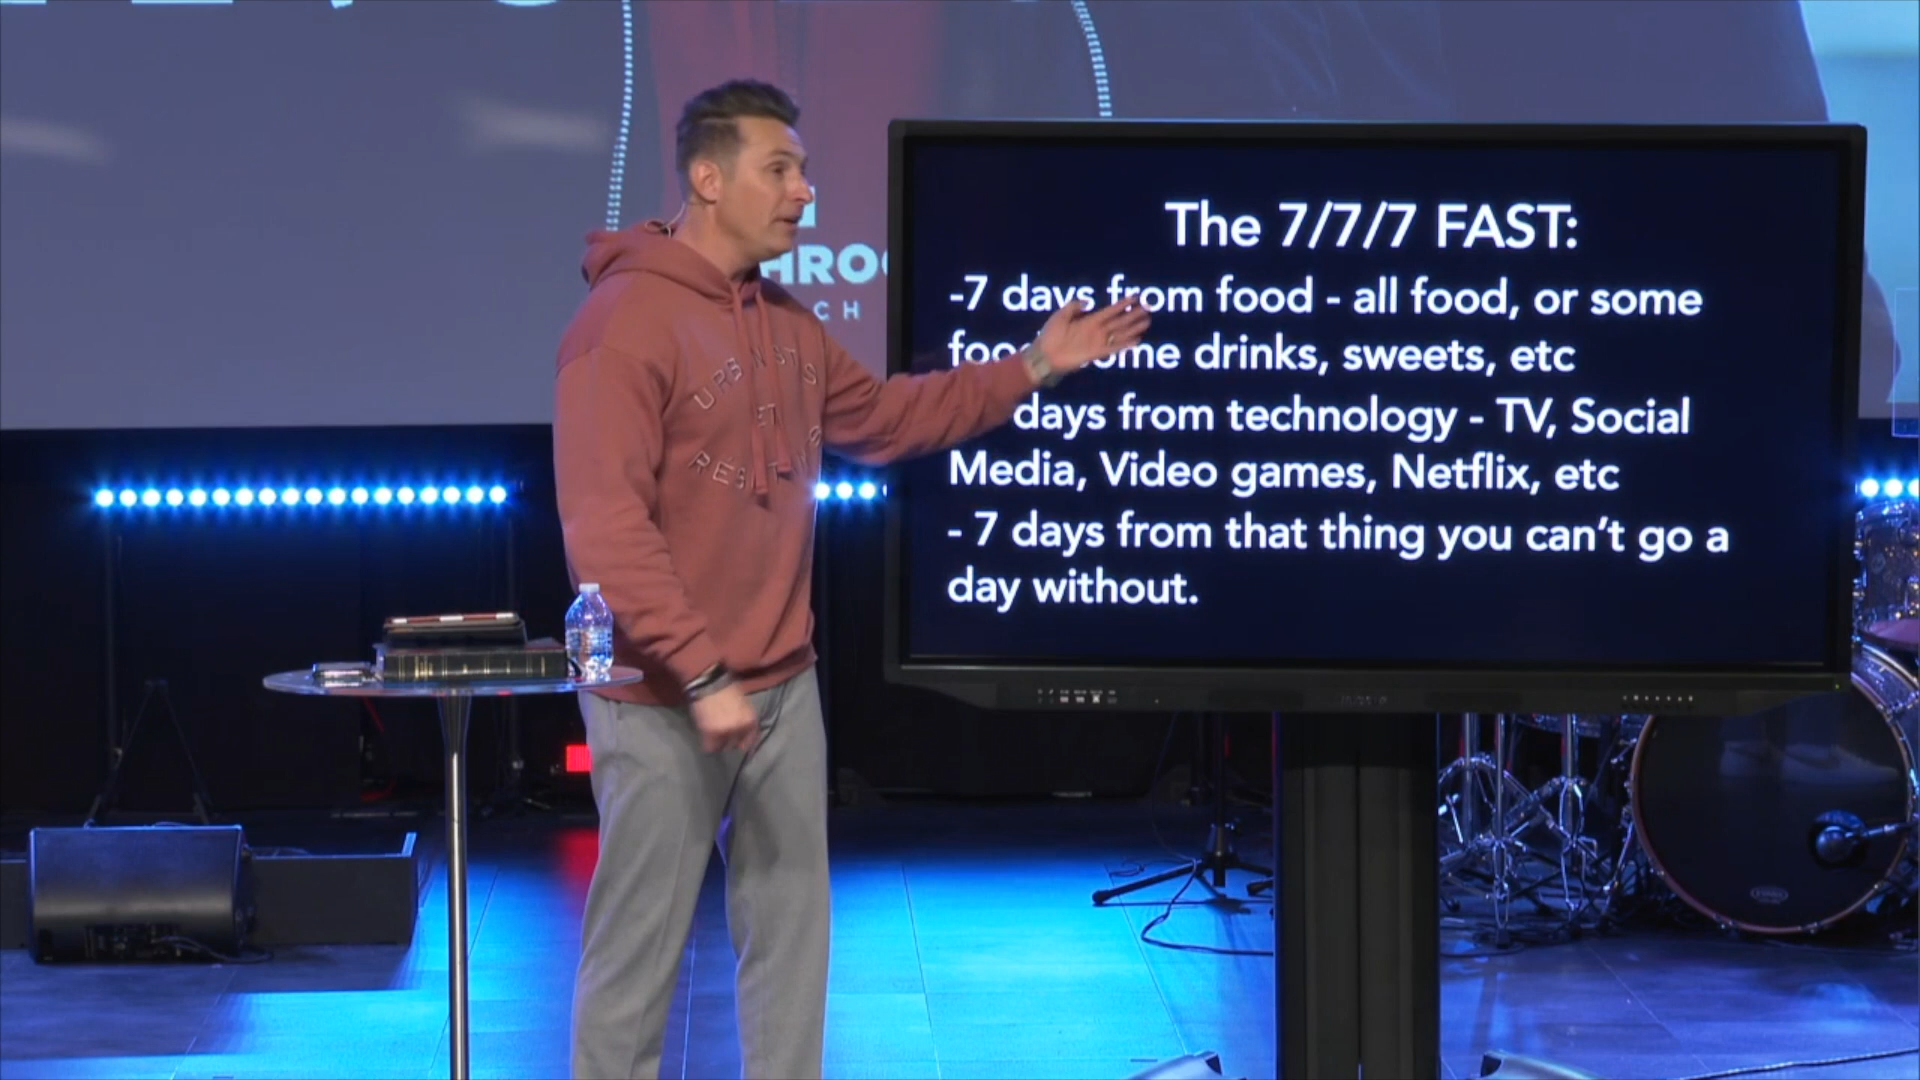 The 7/7/7 FAST:
-7 days from food - all food, or some
drinks, sweets, etc
days from technology - TV, Social
Media, Video games, Netflix, etc
- 7 days from that thing you can't go a
day without.